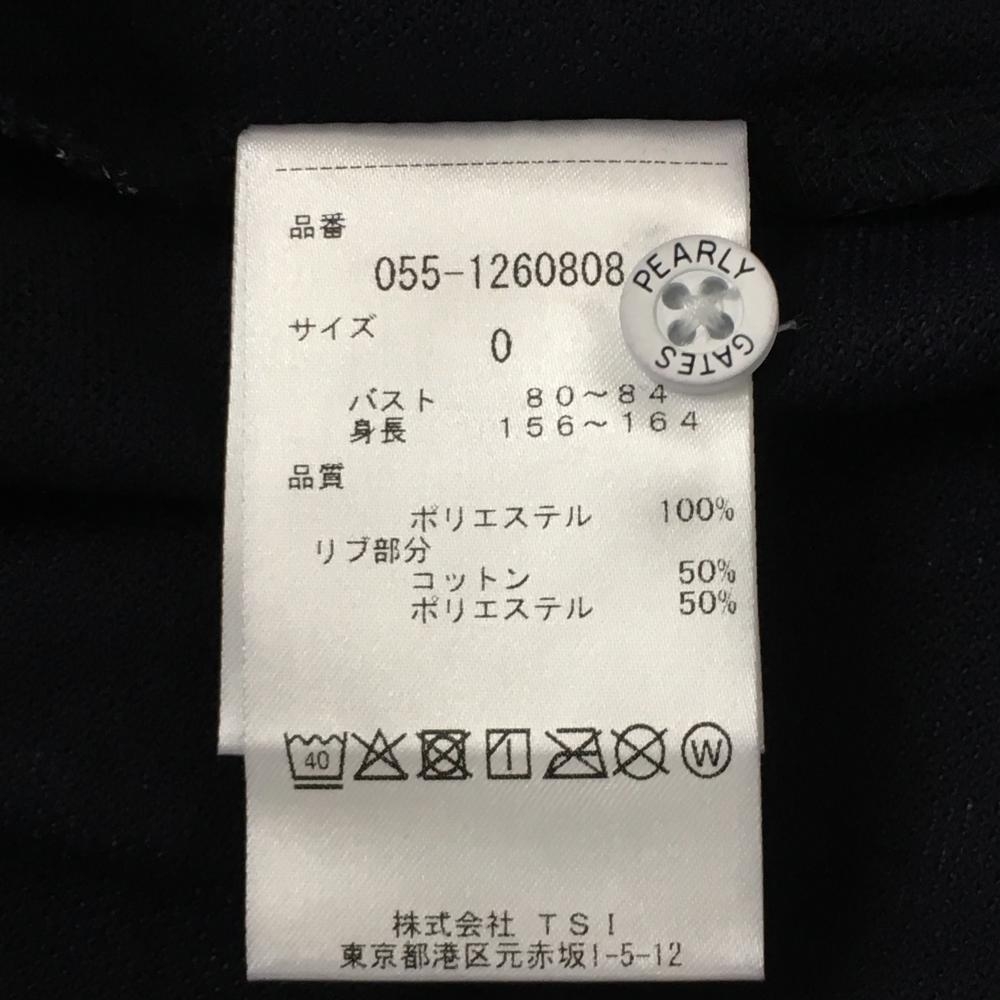 品番
055-1260808
PEARLY
GATES
サイズ
0
バスト 80~84
身長 156~164
品質
ポリエステル 100%
リブ部分
コットン 50%
ポリエステル 50%
40
W
株式会社 TSI
東京都港区元赤坂1-5-12